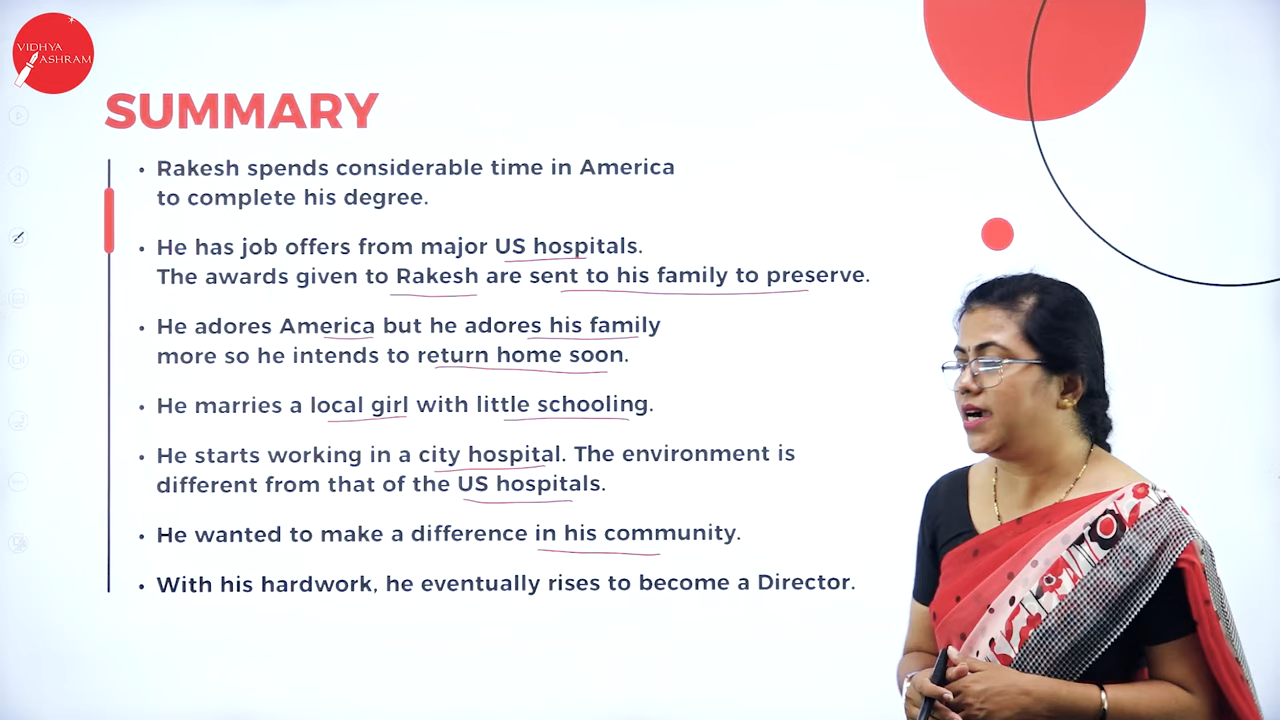 VIDHYA
ASHRAM
SUMMARY
• Rakesh spends considerable time in America
to complete his degree.
• He has job offers from major US hospitals.
The awards given to Rakesh are sent to his family to preserve.
• He adores America but he adores his family
more so he intends to return home soon.
• He marries a local girl with little schooling.
• He starts working in a city hospital. The environment is
different from that of the US hospitals.
• He wanted to make a difference in his community.
• With his hardwork, he eventually rises to become a Director.